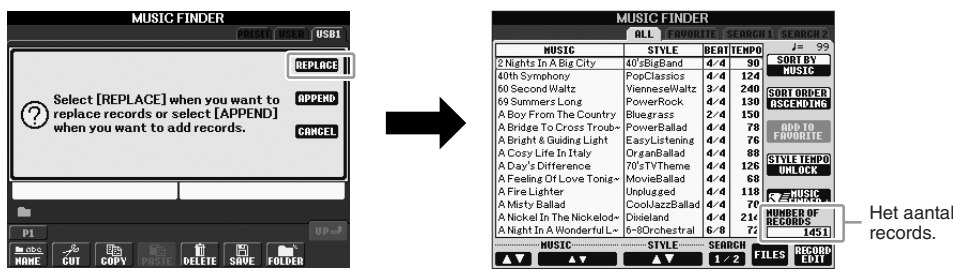 MUSIC FINDER
PRESET USER USB1
REPLACE
Select [REPLACE] when you want to
replace records or select [APPEND]
when you want to add records.
APPEND
CANCEL
P1
UP
abc
NAME CUT COPY PASTE DELETE SAVE FOLDER
MUSIC FINDER
ALL FAVORITE SEARCH 1 SEARCH 2
MUSIC STYLE BEAT TEMPO
2 Nights In A Big City 40'sBigBand 4/4 90
40th Symphony PopClassics 4/4 124
60 Second Waltz VienneseWaltz 3/4 240
69 Summers Long PowerRock 4/4 130
A Boy From The Country Bluegrass 2/4 150
A Bridge To Cross Troub~ PowerBallad 4/4 78
A Bright & Guiding Light EasyListening 4/4 76
A Cosy Life In Italy OrganBallad 4/4 88
A Day's Difference 70'sTVTheme 4/4 126
A Feeling Of Love Tonig~ MovieBallad 4/4 68
A Fire Lighter Unplugged 4/4 118
A Misty Ballad CoolJazzBallad 4/4 70
A Nickel In The Nickelod~ Dixieland 4/4 214
A Night In A Wonderful L~ 6-8Orchestral 6/8 72
♩= 99
SORT BY
MUSIC
SORT ORDER
ASCENDING
ADD TO
FAVORITE
STYLE TEMPO
UNLOCK
MUSIC
FINDER
NUMBER OF
RECORDS
1451
MUSIC STYLE SEARCH
1/2
FILES
RECORD
EDIT
Het aantal
records.